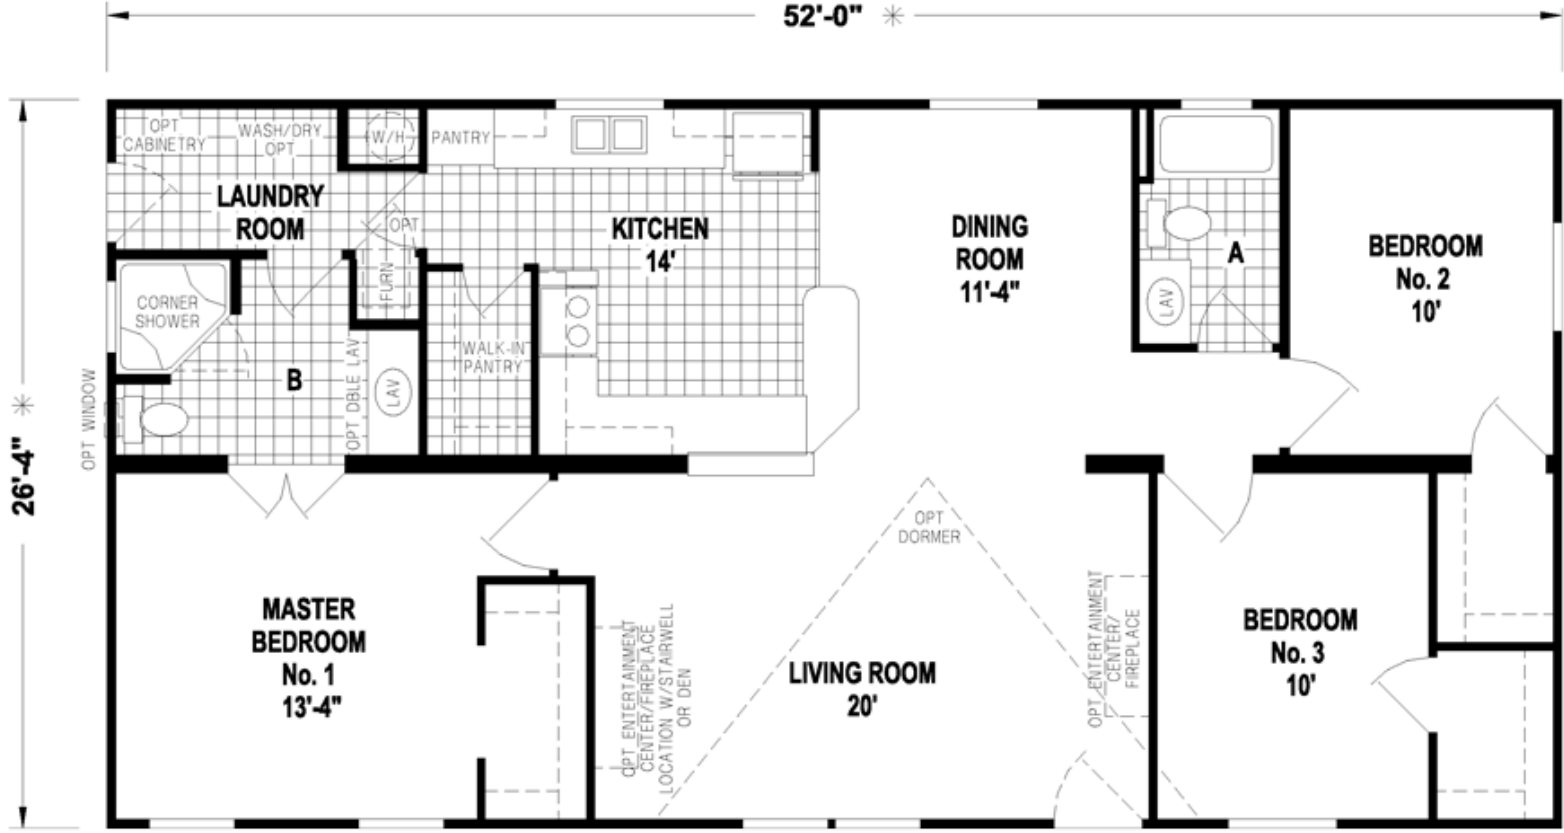 52'-0" ✳
26'-4" ✳
OPT
CABINETRY
WASH/DRY
OPT
W/H
PANTRY
LAUNDRY
ROOM
OPT
FURN
KITCHEN
14'
DINING
ROOM
11'-4"
A
LAV
BEDROOM
No. 2
10'
CORNER
SHOWER
B
OPT DBLE LAV
LAV
WALK-IN
PANTRY
OPT WINDOW
MASTER
BEDROOM
No. 1
13'-4"
OPT ENTERTAINMENT
CENTER/FIREPLACE
LOCATION W/STAIRWELL
OR DEN
OPT
DORMER
LIVING ROOM
20'
OPT ENTERTAINMENT
CENTER/
FIREPLACE
BEDROOM
No. 3
10'